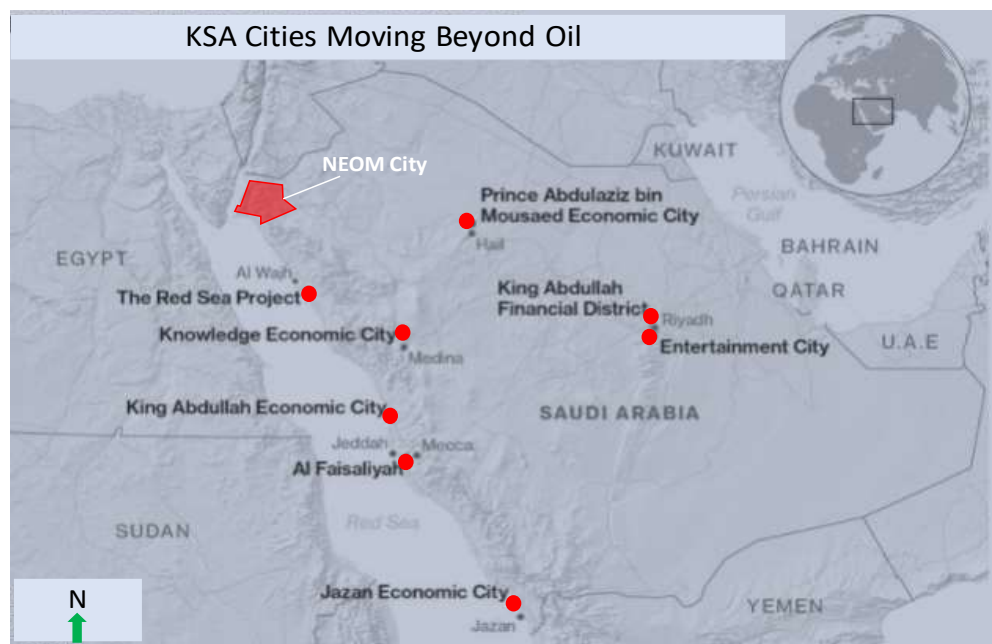 KSA Cities Moving Beyond Oil
KUWAIT
NEOM City
Prince Abdulaziz bin
Mousaed Economic City
Persian
Gulf
Hail
BAHRAIN
EGYPT
Al Wajh
The Red Sea Project
King Abdullah
Financial District
QATAR
Riyadh
Knowledge Economic City
Medina
Entertainment City
U.A.E
King Abdullah Economic City
SAUDI ARABIA
Jeddah
Mecca
Al Faisaliyah
Red Sea
SUDAN
Jazan Economic City
Jazan
YEMEN
N